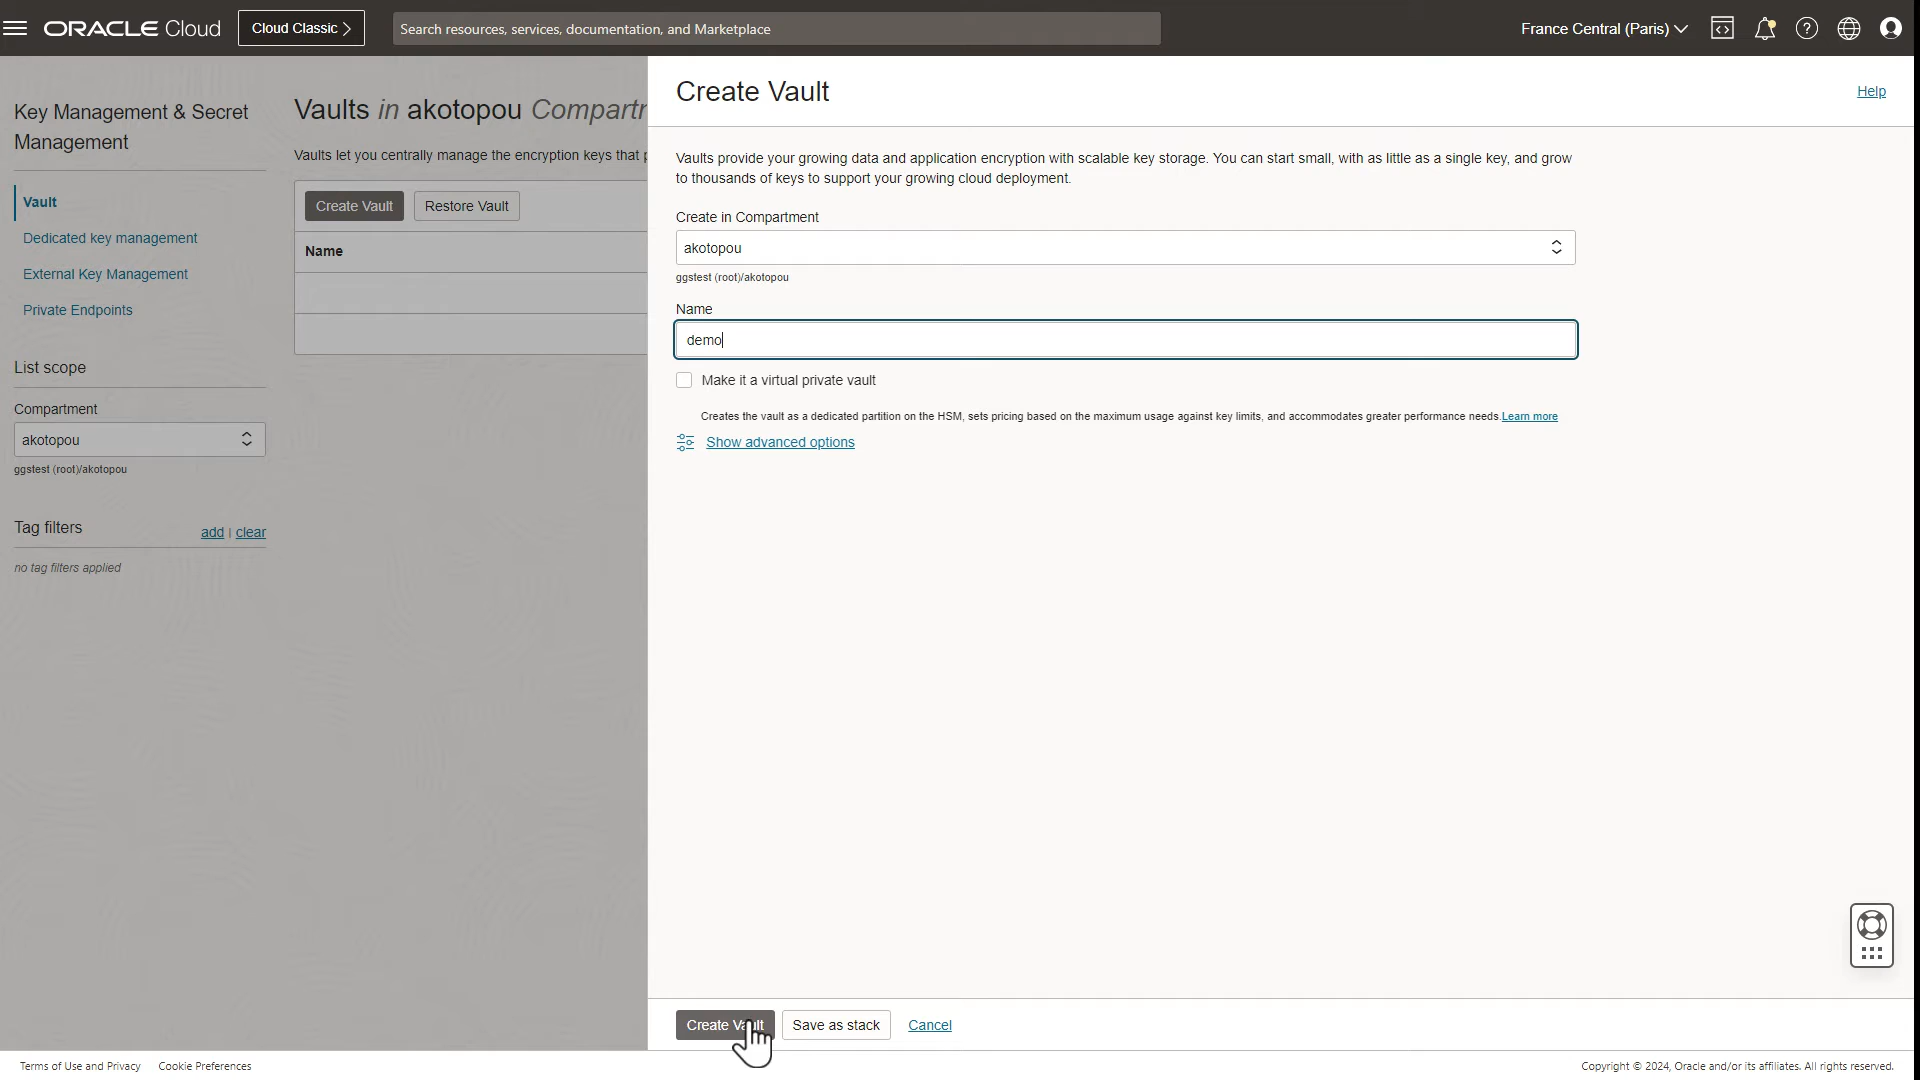 ORACLE Cloud
Cloud Classic
Search resources, services, documentation, and Marketplace
France Central (Paris)
Key Management & Secret
Management
Vault
Dedicated key management
External Key Management
Private Endpoints
List scope
Compartment
akotopou
ggstest (root)/akotopou
Tag filters
add | clear
no tag filters applied
Vaults in akotopou Compartr
Vaults let you centrally manage the encryption keys that p
Create Vault
Restore Vault
Name
Create Vault
Help
Vaults provide your growing data and application encryption with scalable key storage. You can start small, with as little as a single key, and grow
to thousands of keys to support your growing cloud deployment.
Create in Compartment
akotopou
ggstest (root)/akotopou
Name
demo
Make it a virtual private vault
Creates the vault as a dedicated partition on the HSM, sets pricing based on the maximum usage against key limits, and accommodates greater performance needs.Learn more
Show advanced options
Create Vault
Save as stack
Cancel
Terms of Use and Privacy
Cookie Preferences
Copyright © 2024, Oracle and/or its affiliates. All rights reserved.